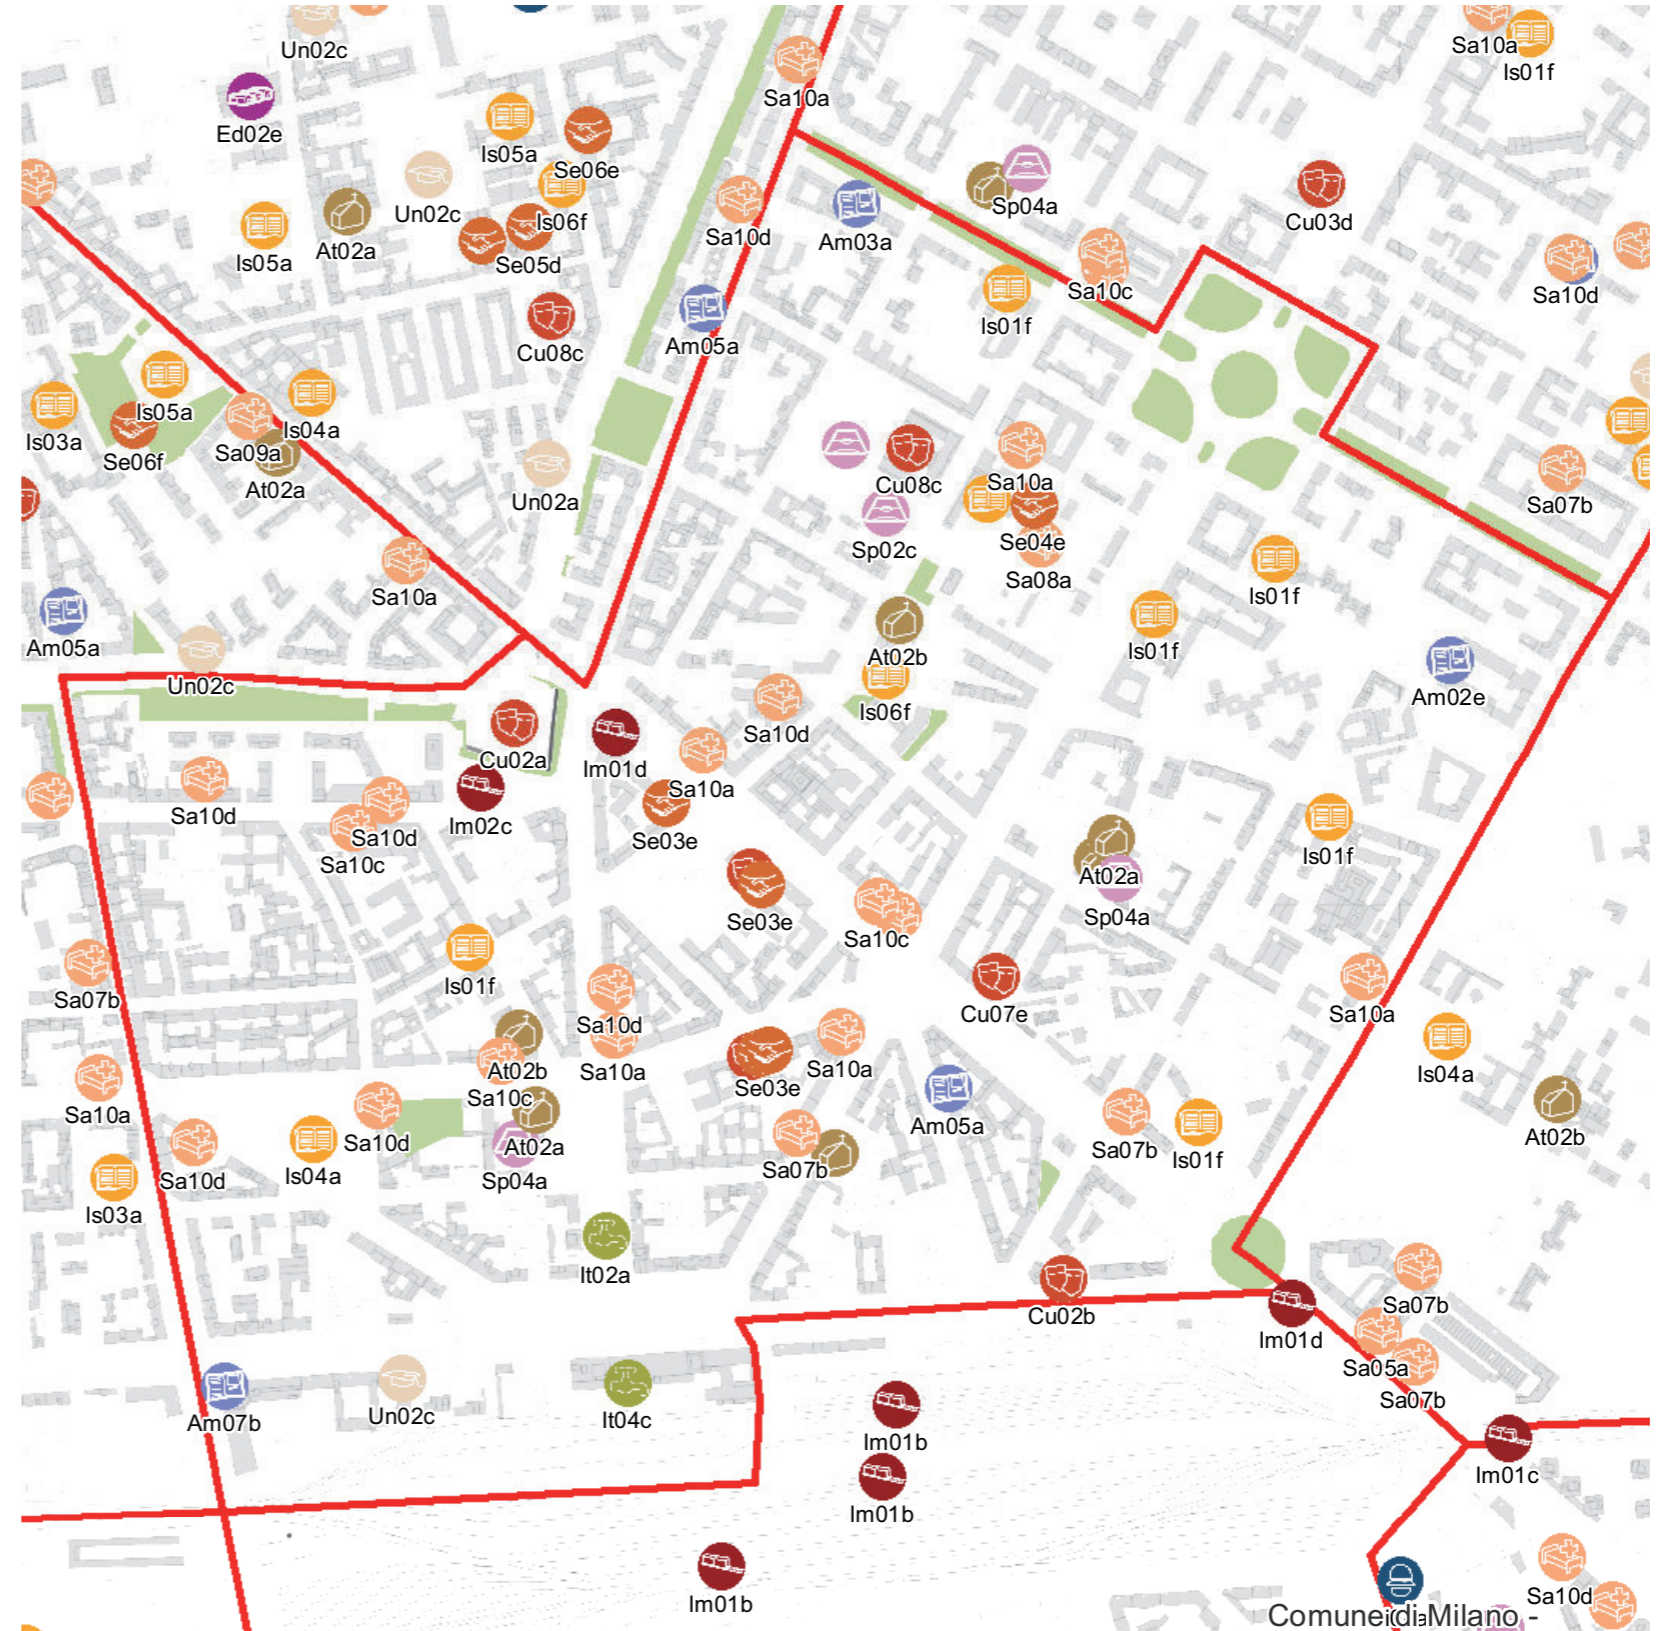 Un02c
Sa10a
Is01f
Sa10a
Ed02e
Is05a
Se06e
Un02c
Is06f
Sp04a
Cu03d
At02a
Is05a
Se05d
Sa10d
Am03a
Sa10c
Sa10d
Is01f
Cu08c
Am05a
Is05a
Is04a
Is03a
Se06f
Sa09a
At02a
Un02a
Cu08c
Sa10a
Sp02c
Se04e
Sa08a
Sa07b
Sa10a
Is01f
Am05a
At02b
Is01f
Un02c
Is06f
Am02e
Sa10d
Cu02a
Im01d
Sa10a
Sa10d
Sa10d
Im02c
Se03e
Sa10c
Is01f
At02a
Sp04a
Se03e
Sa10c
Is01f
Sa07b
Cu07e
Sa10a
Sa10d
At02b
Sa10a
Sa10a
Se03e
Is04a
Sa10c
Sa10a
Am05a
Sa10d
At02a
At02b
Sa07b
Is01f
Sa07b
Sa10d
Is04a
Sp04a
Is03a
It02a
Cu02b
Sa07b
Im01d
Sa05a
Sa07b
Am07b
Un02c
It04c
Im01b
Im01c
Im01b
Im01b
Sa10d
Comune di Milano -